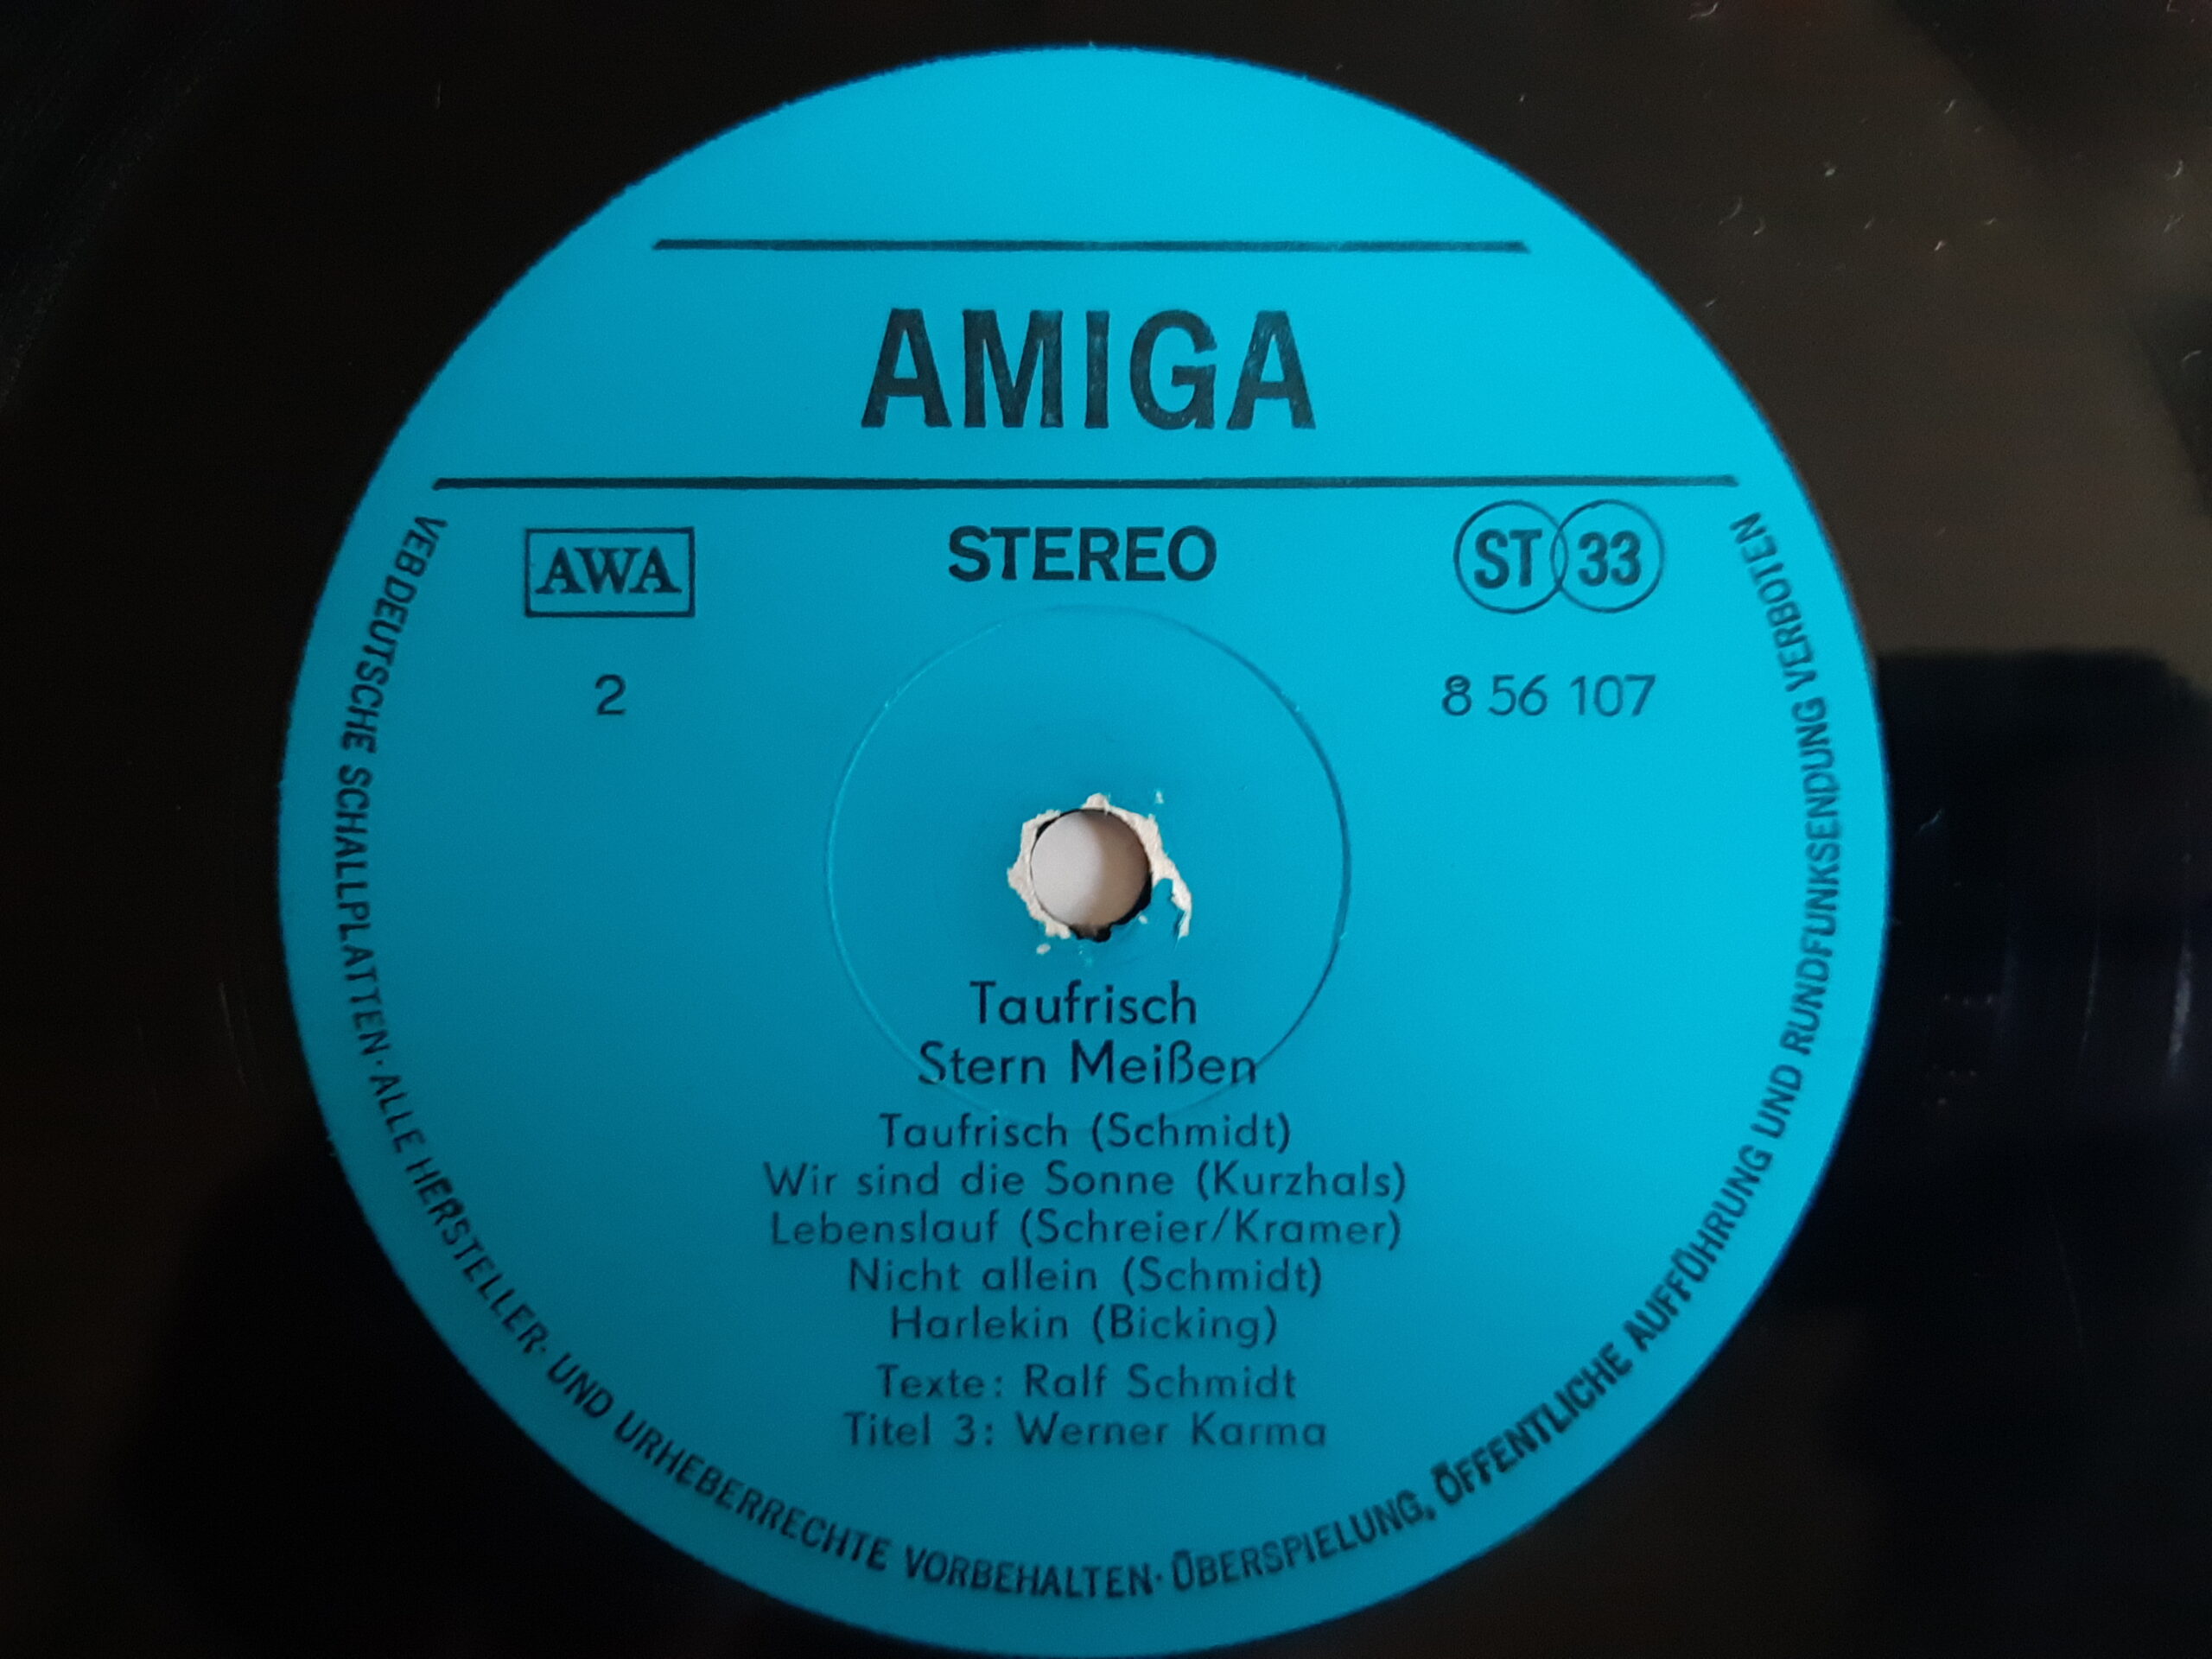 AMIGA
AWA
STEREO
ST 33
2
8 56 107
Taufrisch
Stern Meißen
Taufrisch (Schmidt)
Wir sind die Sonne (Kurzhals)
Lebenslauf (Schreier/Kramer)
Nicht allein (Schmidt)
Harlekin (Bicking)
Texte: Ralf Schmidt
Titel 3: Werner Karma
VEB DEUTSCHE SCHALLPLATTEN · ALLE HERSTELLER- UND URHEBERRECHTE VORBEHALTEN · ÜBERSPIELUNG, ÖFFENTLICHE AUFFÜHRUNG UND RUNDFUNKSENDUNG VERBOTEN